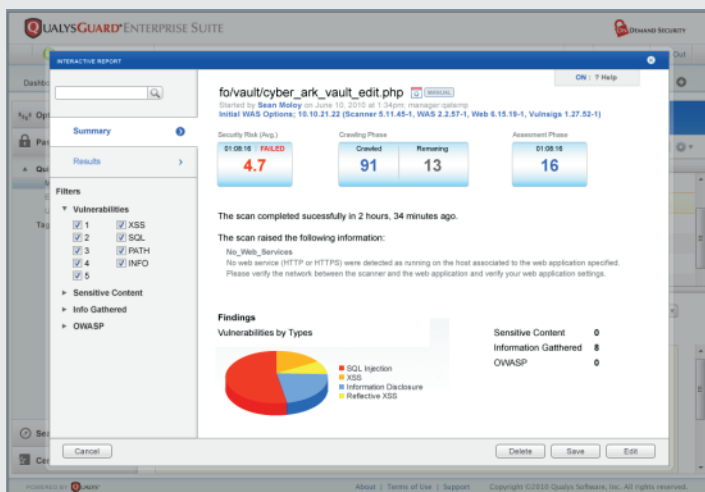 QUALYSGUARD® ENTERPRISE SUITE
ON DEMAND SECURITY
Out
INTERACTIVE REPORT
ON : ? Help
fo/vault/cyber_ark_vault_edit.php MANUAL
Started by Sean Moloy on June 10, 2010 at 1:34pm, manager:qatemp
Initial WAS Options; 10.10.21.22 (Scanner 5.11.45-1, WAS 2.2.57-1, Web 6.15.19-1, Vulnsigs 1.27.52-1)
Summary
Results
Filters
Vulnerabilities
1 XSS
2 SQL
3 PATH
4 INFO
5
Sensitive Content
Info Gathered
OWASP
Security Risk (Avg.)
01:08:16 FAILED
4.7
Crawling Phase
Crawled Remaining
91 13
Assesment Phase
01:08:16
16
The scan completed sucessfully in 2 hours, 34 minutes ago.
The scan raised the following information:
No_Web_Services
No web service (HTTP or HTTPS) were detected as running on the host associated to the web application specified.
Please verify the network between the scanner and the web application and verify your web application settings.
Findings
Vulnerabilities by Types
SQL Injection
XSS
Information Disclosure
Reflective XSS
Sensitive Content 0
Information Gatthered 8
OWASP 0
Cancel
Delete
Save
Edit
POWERED BY QUALYS®
About | Terms of Use | Support
Copyright ©2010 Qualys Software, Inc. All rights reserved.